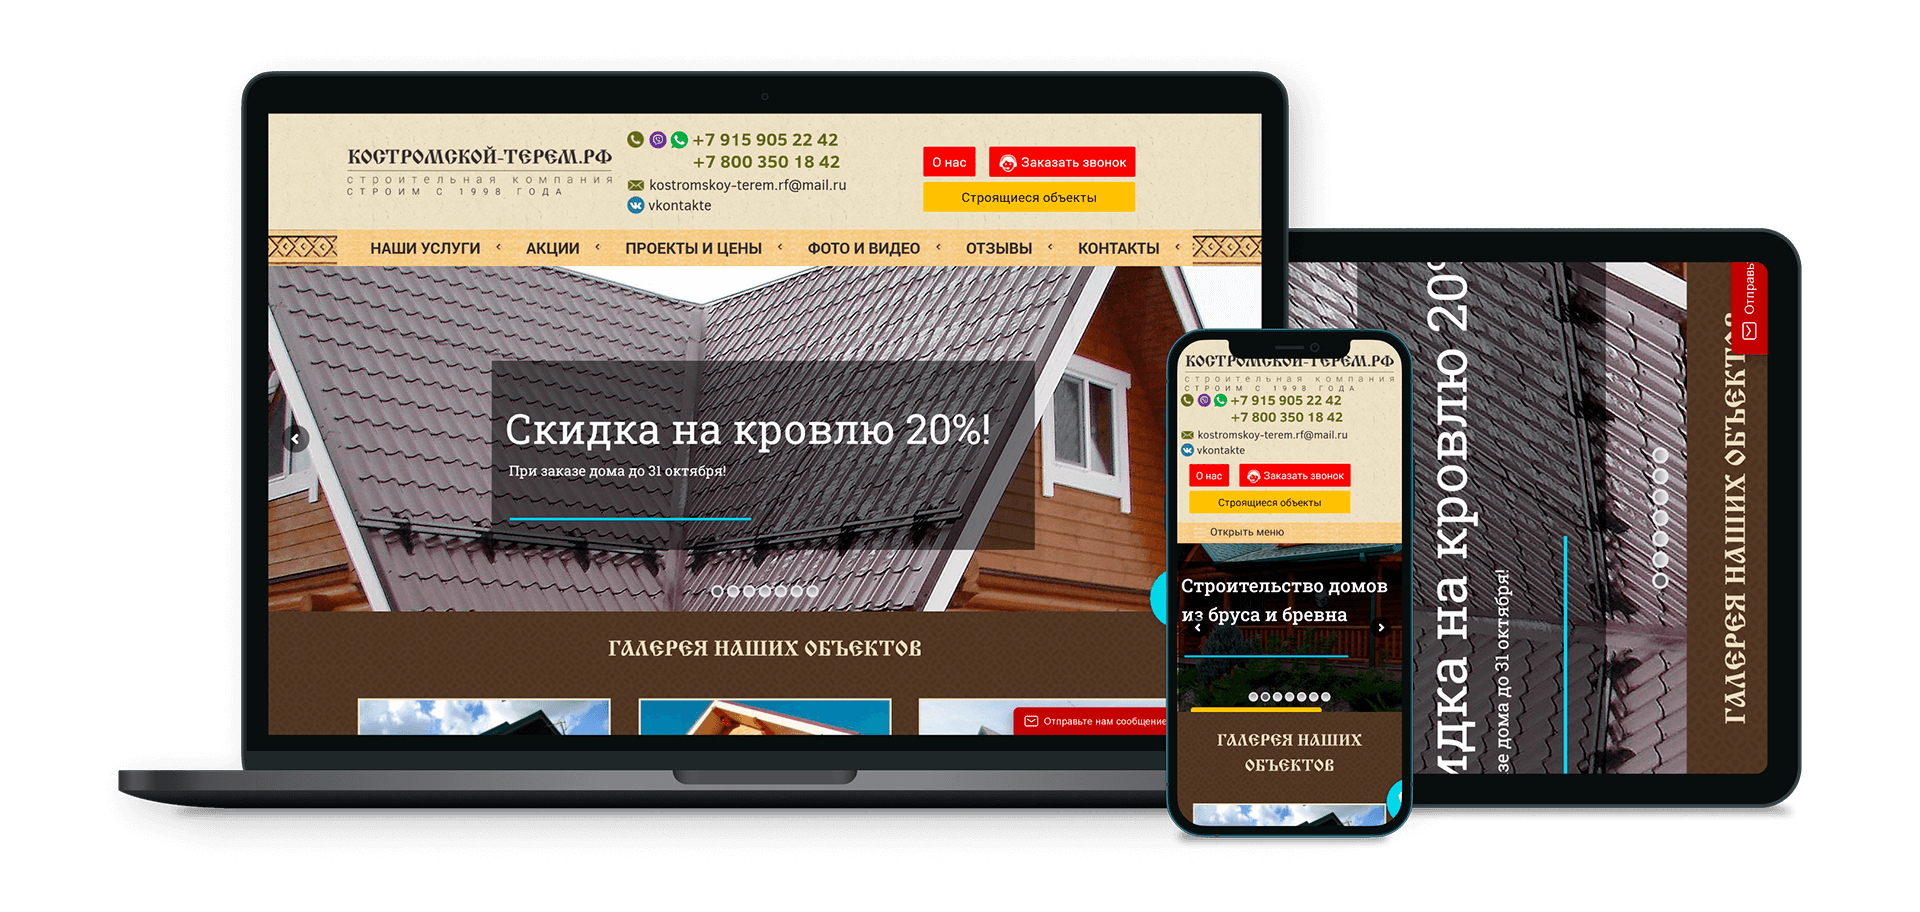 КОСТРОМСКОЙ-ТЕРЕМ.РФ
строительная компания
СТРОИМ С 1998 ГОДА
+7 915 905 22 42
+7 800 350 18 42
kostromskoy-terem.rf@mail.ru
vkontakte
О нас
Заказать звонок
Строящиеся объекты
НАШИ УСЛУГИ
АКЦИИ
ПРОЕКТЫ И ЦЕНЫ
ФОТО И ВИДЕО
ОТЗЫВЫ
КОНТАКТЫ
Скидка на кровлю 20%!
При заказе дома до 31 октября!
ГАЛЕРЕЯ НАШИХ ОБЪЕКТОВ
Отправьте нам сообщение
КОСТРОМСКОЙ-ТЕРЕМ.РФ
строительная компания
СТРОИМ С 1998 ГОДА
+7 915 905 22 42
+7 800 350 18 42
kostromskoy-terem.rf@mail.ru
vkontakte
О нас
Заказать звонок
Строящиеся объекты
Открыть меню
Строительство домов
из бруса и бревна
ГАЛЕРЕЯ НАШИХ
ОБЪЕКТОВ
идка на кровлю 20%
зе дома до 31 октября!
ГАЛЕРЕЯ НАШИХ ОБЪЕКТОВ
Отправь